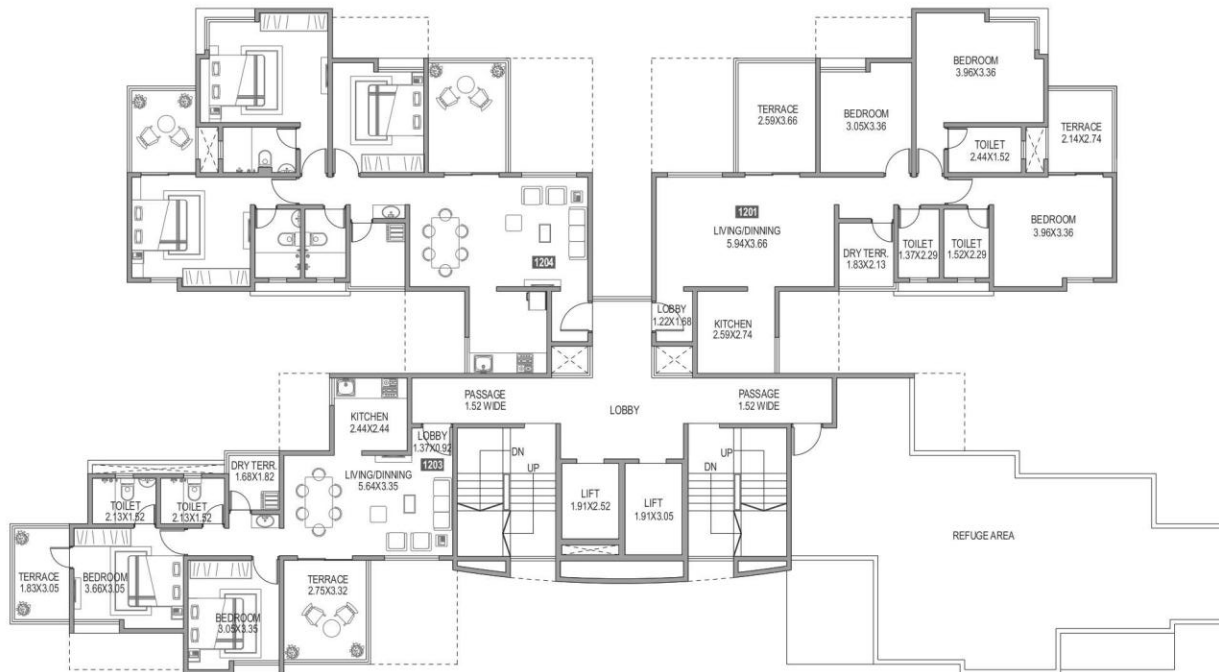 BEDROOM
3.96X3.36
TERRACE
2.59X3.66
BEDROOM
3.05X3.36
TERRACE
2.14X2.74
TOILET
2.44X1.52
1201
LIVING/DINNING
5.94X3.66
BEDROOM
3.96X3.36
DRY TERR.
1.83X2.13
TOILET
1.37X2.29
TOILET
1.52X2.29
1204
LOBBY
1.22X1.68
KITCHEN
2.59X2.74
PASSAGE
1.52 WIDE
LOBBY
PASSAGE
1.52 WIDE
KITCHEN
2.44X2.44
LOBBY
1.37X0.92
1203
DRY TERR.
1.68X1.82
LIVING/DINNING
5.64X3.35
DN
UP
UP
DN
LIFT
1.91X2.52
LIFT
1.91X3.05
TOILET
2.13X1.52
TOILET
2.13X1.52
REFUGE AREA
TERRACE
1.83X3.05
BEDROOM
3.66X3.05
BEDROOM
3.05X3.35
TERRACE
2.75X3.32